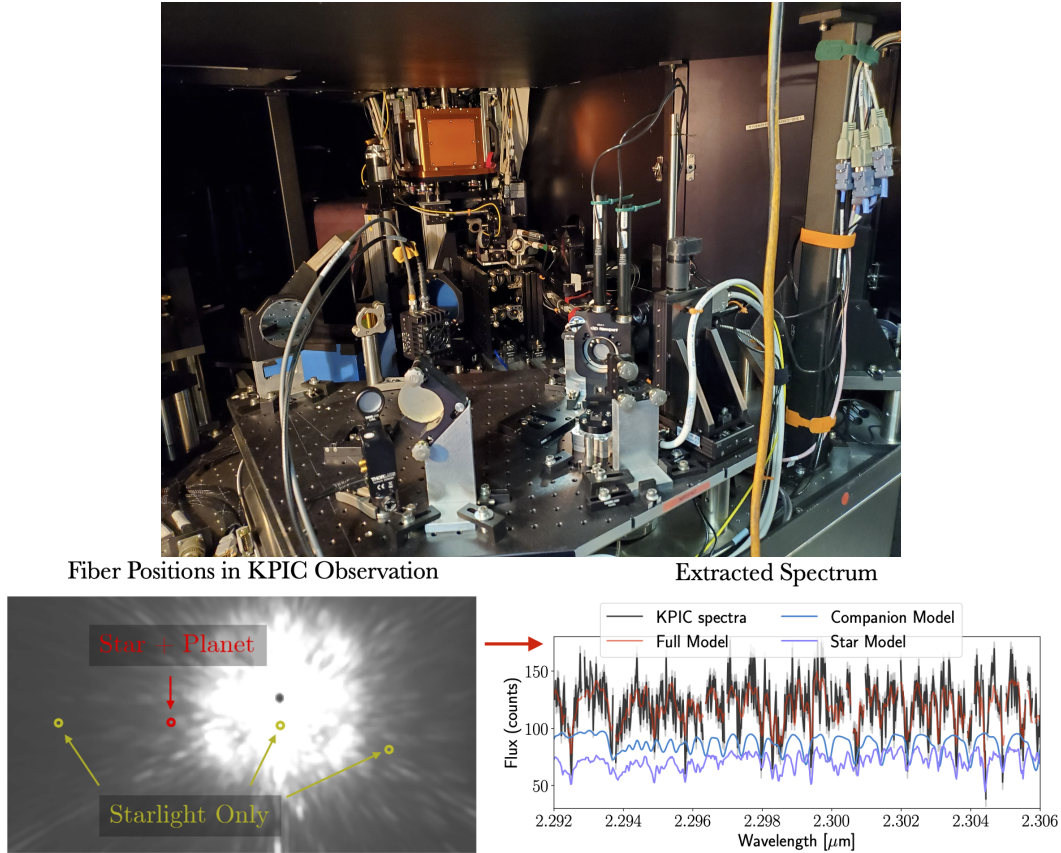 THORLABS
Fiber Positions in KPIC Observation
Extracted Spectrum
Star + Planet
Starlight Only
KPIC spectra
Full Model
Companion Model
Star Model
Flux (counts)
150
100
50
2.292
2.294
2.296
2.298
2.300
2.302
2.304
2.306
Wavelength [μm]